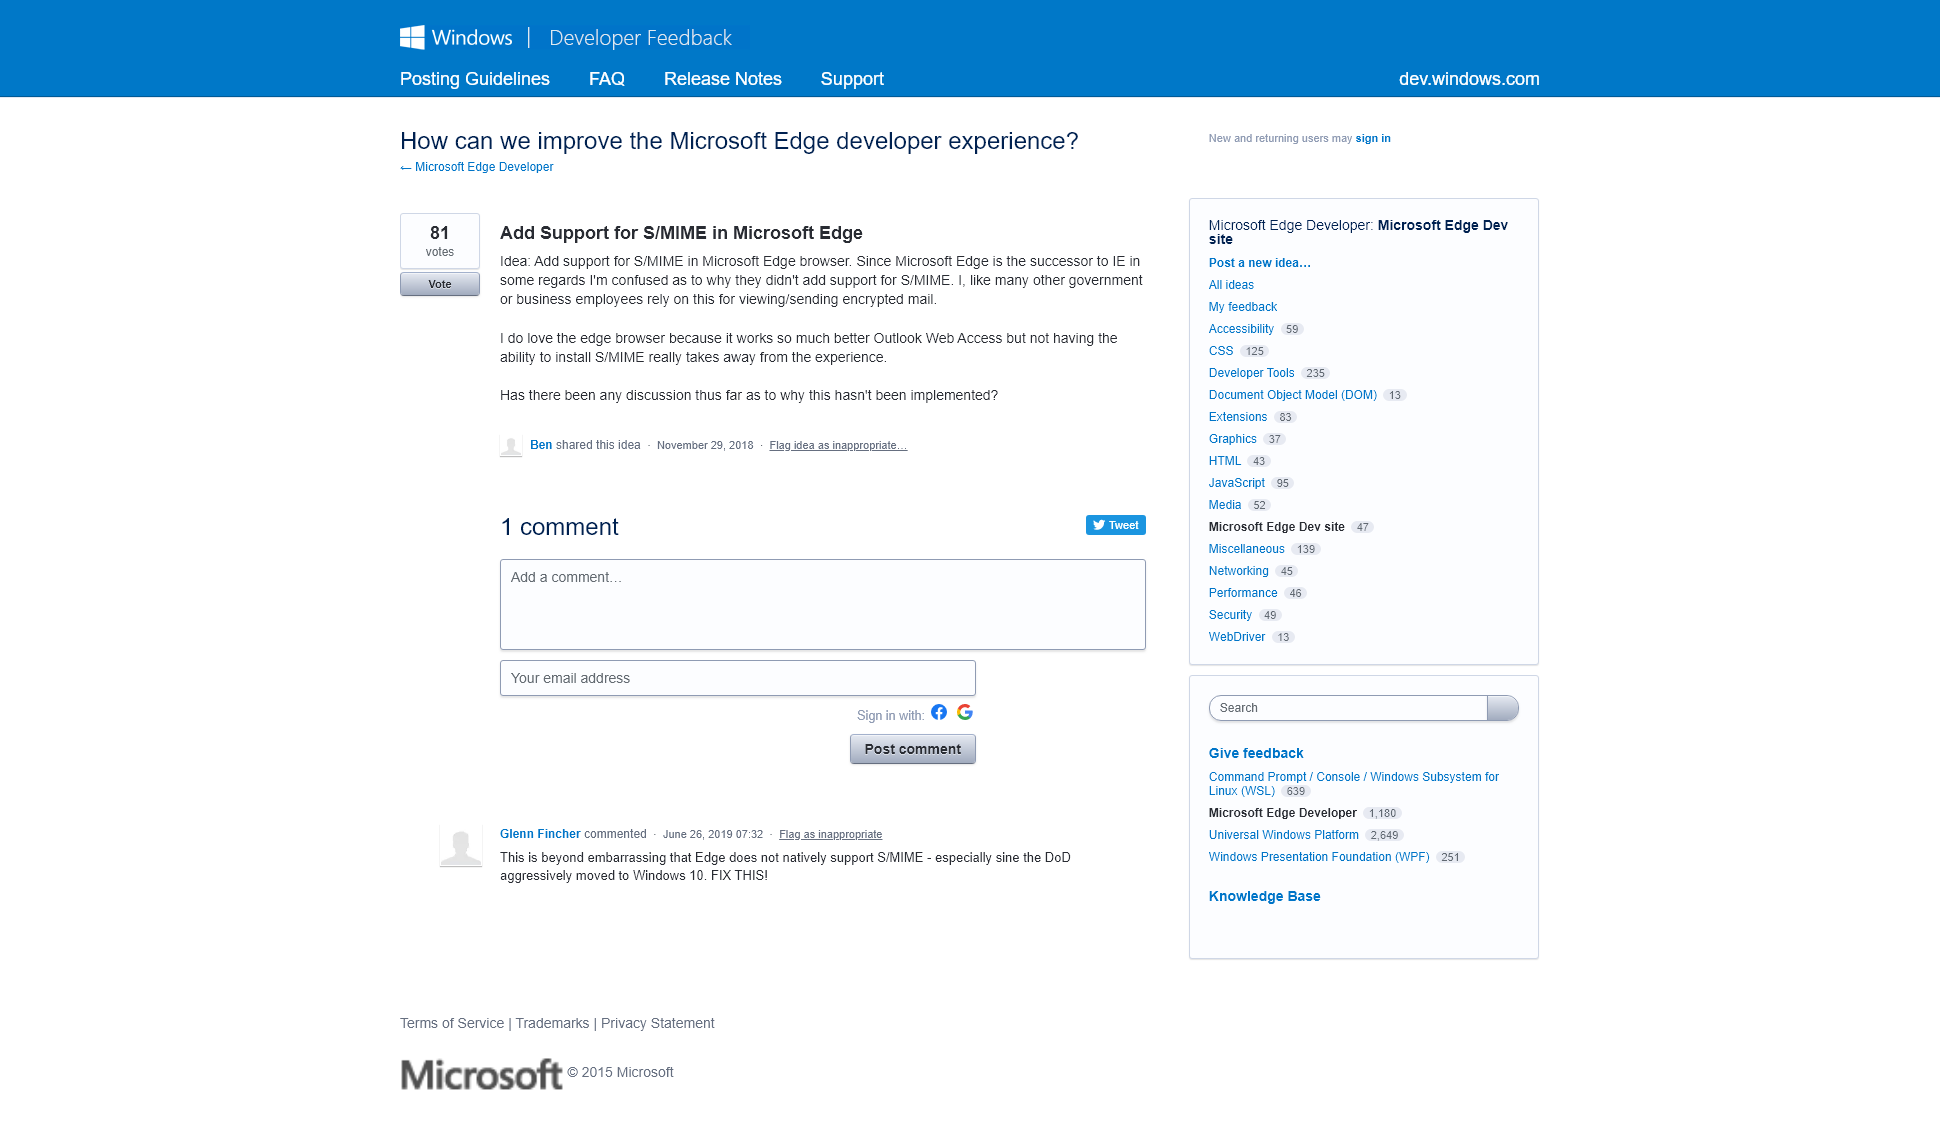 Windows | Developer Feedback
Posting Guidelines FAQ Release Notes Support dev.windows.com
How can we improve the Microsoft Edge developer experience?
← Microsoft Edge Developer
New and returning users may sign in
81
votes
Vote
Add Support for S/MIME in Microsoft Edge
Idea: Add support for S/MIME in Microsoft Edge browser. Since Microsoft Edge is the successor to IE in
some regards I'm confused as to why they didn't add support for S/MIME. I, like many other government
or business employees rely on this for viewing/sending encrypted mail.
I do love the edge browser because it works so much better Outlook Web Access but not having the
ability to install S/MIME really takes away from the experience.
Has there been any discussion thus far as to why this hasn't been implemented?
Ben shared this idea · November 29, 2018 · Flag idea as inappropriate…
1 comment
Tweet
Add a comment…
Your email address
Sign in with:
Post comment
Glenn Fincher commented · June 26, 2019 07:32 · Flag as inappropriate
This is beyond embarrassing that Edge does not natively support S/MIME - especially sine the DoD
aggressively moved to Windows 10. FIX THIS!
Microsoft Edge Developer: Microsoft Edge Dev
site
Post a new idea…
All ideas
My feedback
Accessibility 59
CSS 125
Developer Tools 235
Document Object Model (DOM) 13
Extensions 83
Graphics 37
HTML 43
JavaScript 95
Media 52
Microsoft Edge Dev site 47
Miscellaneous 139
Networking 45
Performance 46
Security 49
WebDriver 13
Search
Give feedback
Command Prompt / Console / Windows Subsystem for
Linux (WSL) 639
Microsoft Edge Developer 1,180
Universal Windows Platform 2,649
Windows Presentation Foundation (WPF) 251
Knowledge Base
Terms of Service | Trademarks | Privacy Statement
Microsoft © 2015 Microsoft